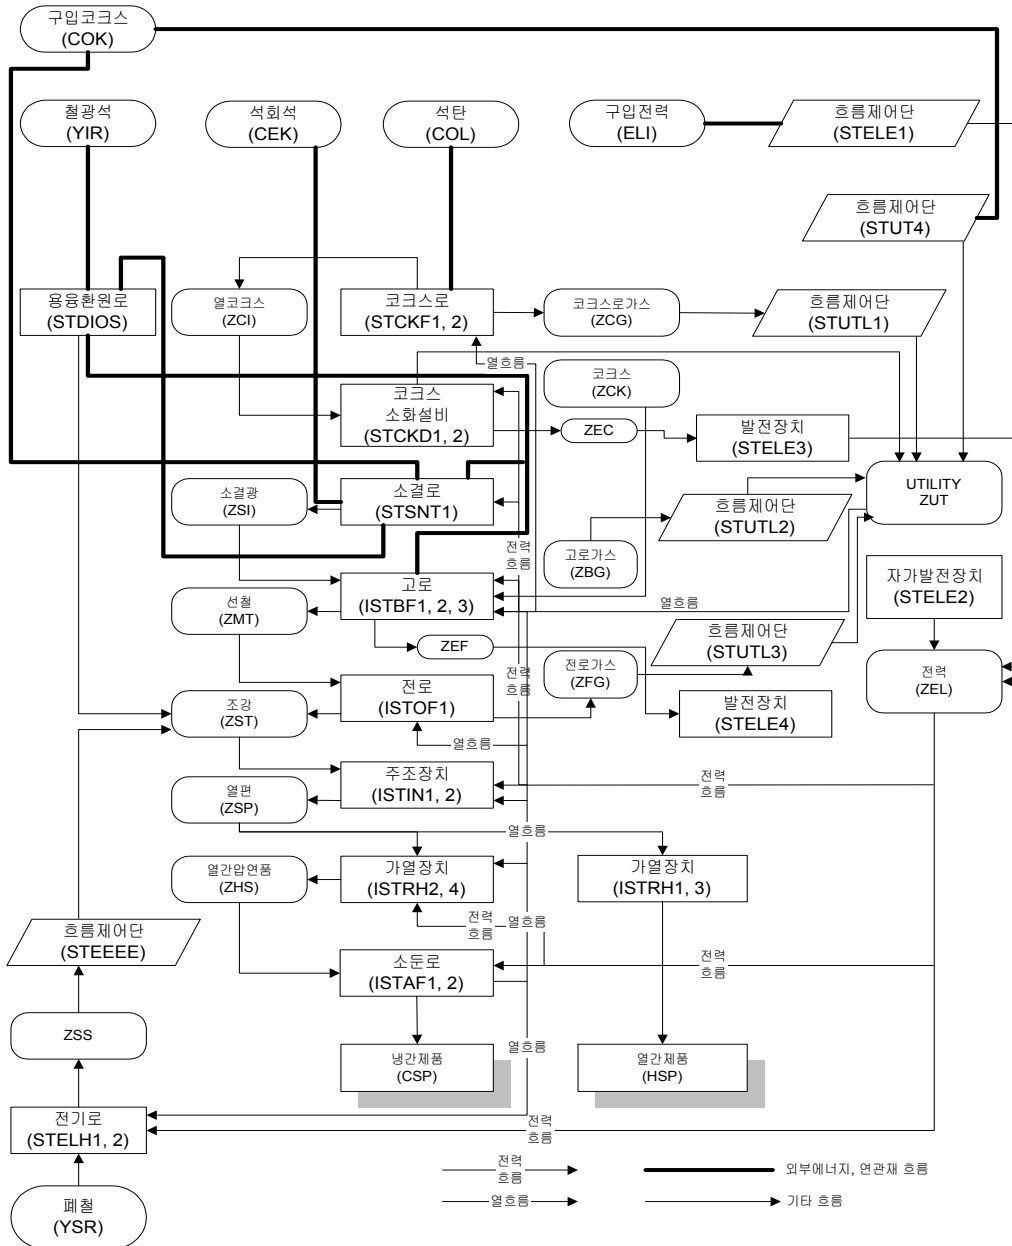 구입코크스
(COK)
철광석
(YIR)
석회석
(CEK)
석탄
(COL)
구입전력
(ELI)
흐름제어단
(STELE1)
흐름제어단
(STUT4)
용융환원로
(STDIOS)
열코크스
(ZCI)
코크스로
(STCKF1, 2)
코크스로가스
(ZCG)
흐름제어단
(STUTL1)
열흐름
코크스
소화설비
(STCKD1, 2)
코크스
(ZCK)
ZEC
발전장치
(STELE3)
소결광
(ZSI)
소결로
(STSNT1)
흐름제어단
(STUTL2)
UTILITY
ZUT
전력
흐름
고로가스
(ZBG)
선철
(ZMT)
고로
(ISTBF1, 2, 3)
열흐름
자가발전장치
(STELE2)
ZEF
흐름제어단
(STUTL3)
조강
(ZST)
전로
(ISTOF1)
전력
흐름
전로가스
(ZFG)
발전장치
(STELE4)
전력
(ZEL)
열흐름
열편
(ZSP)
주조장치
(ISTIN1, 2)
전력
흐름
열흐름
열간압연품
(ZHS)
가열장치
(ISTRH2, 4)
가열장치
(ISTRH1, 3)
흐름제어단
(STEEEE)
전력
흐름
열흐름
소둔로
(ISTAF1, 2)
전력
흐름
ZSS
열흐름
냉간제품
(CSP)
열간제품
(HSP)
전기로
(STELH1, 2)
전력
흐름
폐철
(YSR)
전력
흐름
외부에너지, 연관재 흐름
열흐름
기타 흐름